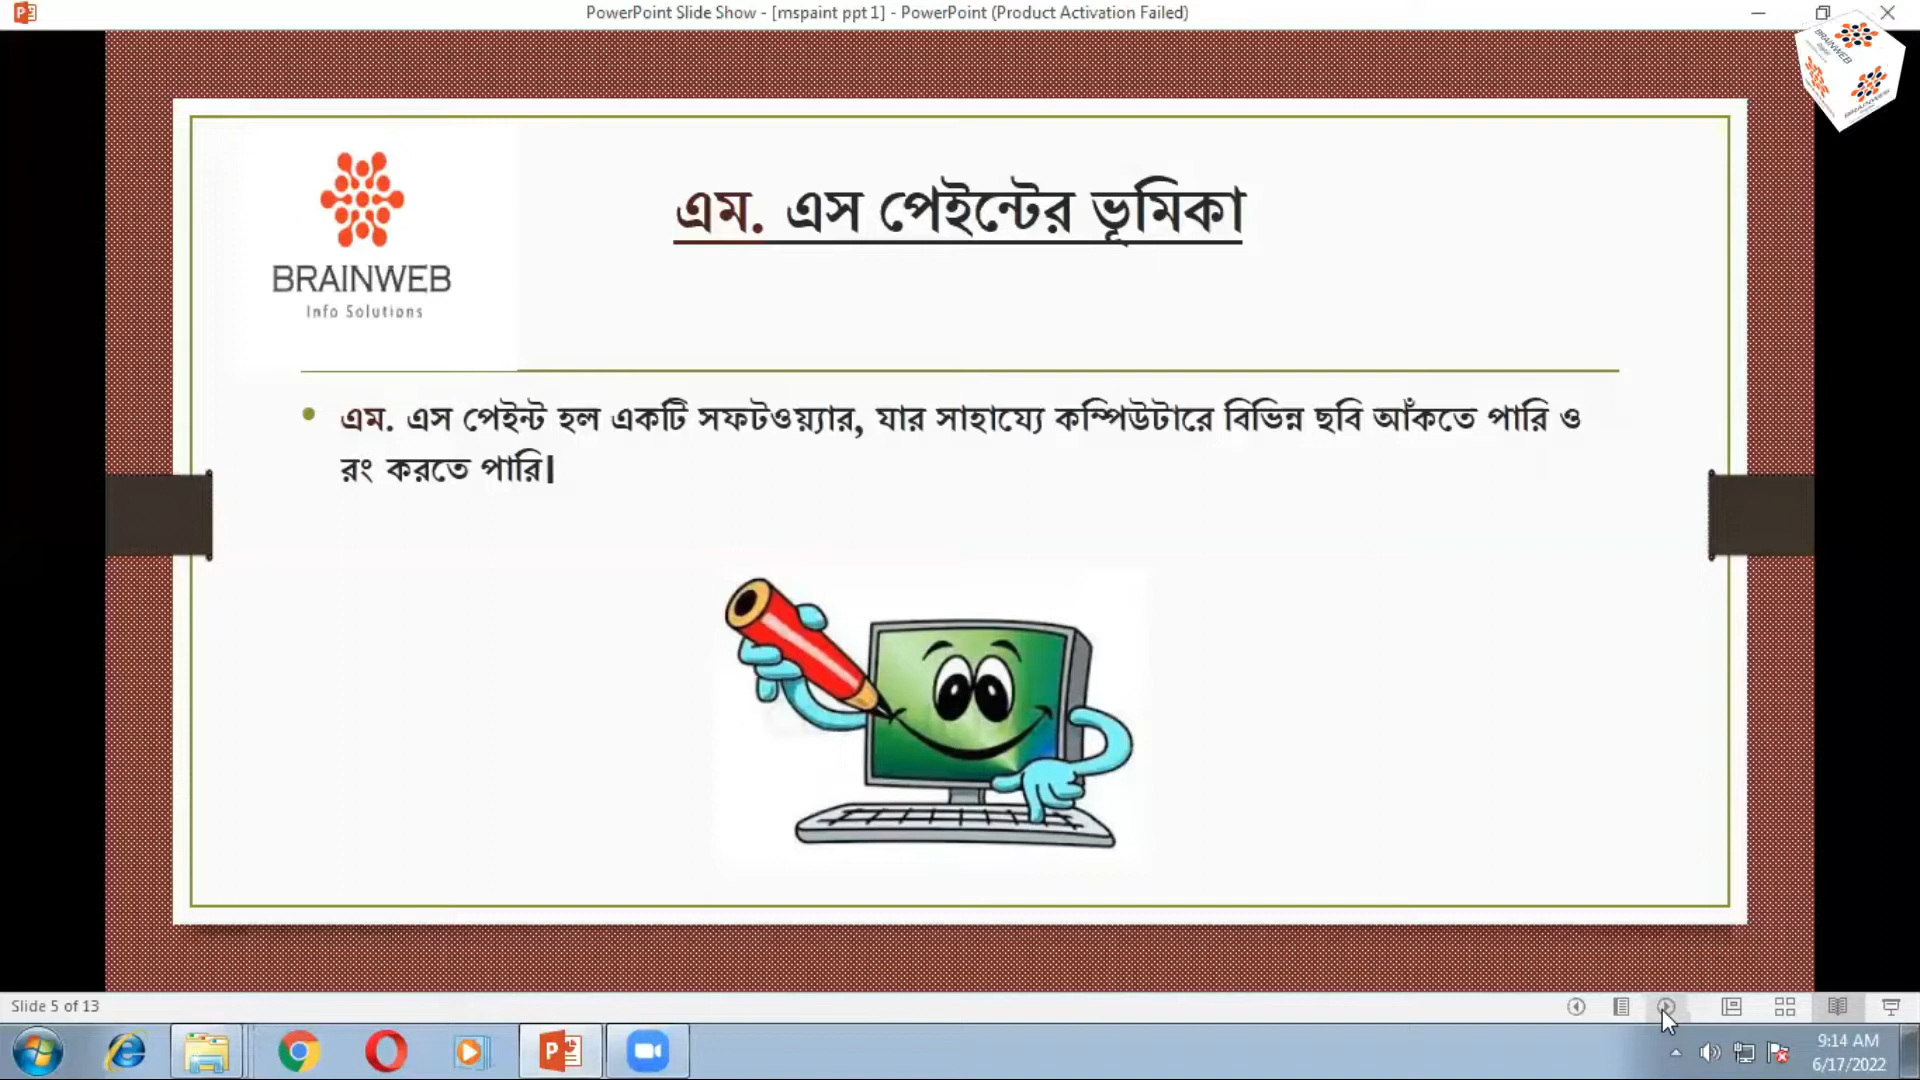 PowerPoint Slide Show - [mspaint ppt 1] - PowerPoint (Product Activation Failed)
BRAINWEB
BRAINWEB
Info Solutions
এম. এস পেইন্টের ভূমিকা
এম. এস পেইন্ট হল একটি সফটওয়্যার, যার সাহায্যে কম্পিউটারে বিভিন্ন ছবি আঁকতে পারি ও
রং করতে পারি।
Slide 5 of 13
9:14 AM
6/17/2022